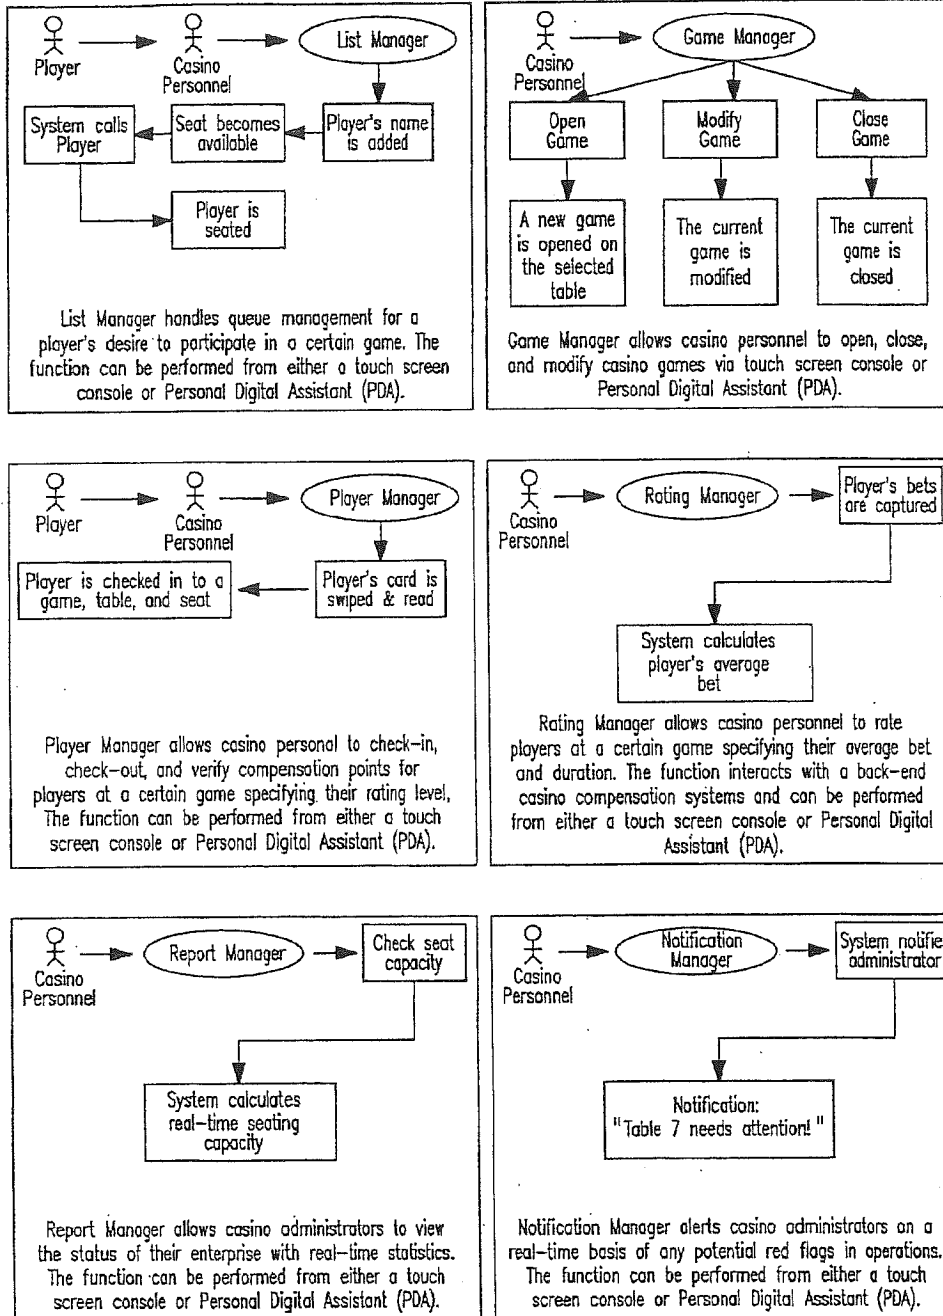 Player
Casino
Personnel
List Manager
System calls
Player
Seat becomes
available
Player's name
is added
Player is
seated
List Manager handles queue management for a
player's desire to participate in a certain game. The
function can be performed from either a touch screen
console or Personal Digital Assistant (PDA).
Casino
Personnel
Game Manager
Open
Game
Modify
Game
Close
Game
A new game
is opened on
the selected
table
The current
game is
modified
The current
game is
closed
Game Manager allows casino personnel to open, close,
and modify casino games via touch screen console or
Personal Digital Assistant (PDA).
Player
Casino
Personnel
Player Manager
Player is checked in to a
game, table, and seat
Player's card is
swiped & read
Player Manager allows casino personal to check-in,
check-out, and verify compensation points for
players at a certain game specifying their rating level,
The function can be performed from either a touch
screen console or Personal Digital Assistant (PDA).
Casino
Personnel
Rating Manager
Player's bets
are captured
System calculates
player's average
bet
Rating Manager allows casino personnel to rate
players at a certain game specifying their average bet
and duration. The function interacts with a back-end
casino compensation systems and can be performed
from either a touch screen console or Personal Digital
Assistant (PDA).
Casino
Personnel
Report Manager
Check seat
capacity
System calculates
real-time seating
capacity
Report Manager allows casino administrators to view
the status of their enterprise with real-time statistics.
The function can be performed from either a touch
screen console or Personal Digital Assistant (PDA).
Casino
Personnel
Notification
Manager
System notifie
administrator
Notification:
"Table 7 needs attention!"
Notification Manager alerts casino administrators on a
real-time basis of any potential red flags in operations.
The function can be performed from either a touch
screen console or Personal Digital Assistant (PDA).